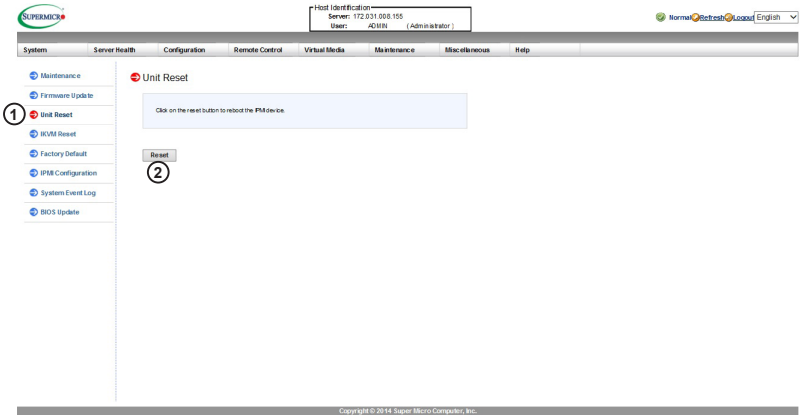 SUPERMICR
Host Identification
Server: 172.031.008.155
User: ADMIN (Administrator)
Normal Refresh Logout English
System Server Health Configuration Remote Control Virtual Media Maintenance Miscellaneous Help
Maintenance
Firmware Update
1 Unit Reset
IKVM Reset
Factory Default
IPMI Configuration
System Event Log
BIOS Update
Unit Reset
Click on the reset button to reboot the IPMI device.
Reset
2
Copyright © 2014 Super Micro Computer, Inc.